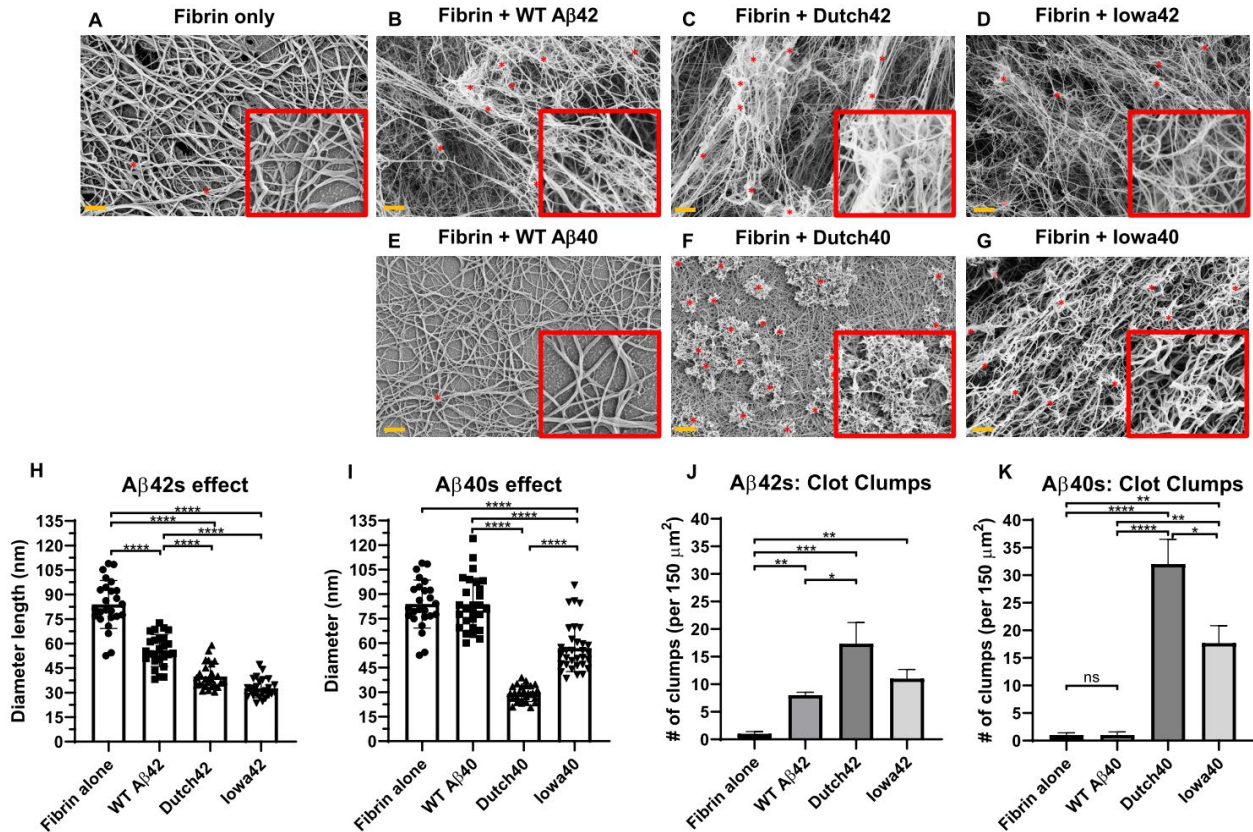 A Fibrin only
B Fibrin + WT Aβ42
C Fibrin + Dutch42
D Fibrin + Iowa42
E Fibrin + WT Aβ40
F Fibrin + Dutch40
G Fibrin + Iowa40
H Aβ42s effect
****
****
****
**** ****
Diameter length (nm)
135
120
105
90
75
60
45
30
15
0
Fibrin alone
WT Aβ42
Dutch42
Iowa42
I Aβ40s effect
****
****
**** ****
Diameter (nm)
135
120
105
90
75
60
45
30
15
0
Fibrin alone
WT Aβ40
Dutch40
Iowa40
J Aβ42s: Clot Clumps
**
***
** *
# of clumps (per 150 μm²)
40
35
30
25
20
15
10
5
0
Fibrin alone
WT Aβ42
Dutch42
Iowa42
K Aβ40s: Clot Clumps
**
****
**
**** *
ns
# of clumps (per 150 μm²)
40
35
30
25
20
15
10
5
0
Fibrin alone
WT Aβ40
Dutch40
Iowa40